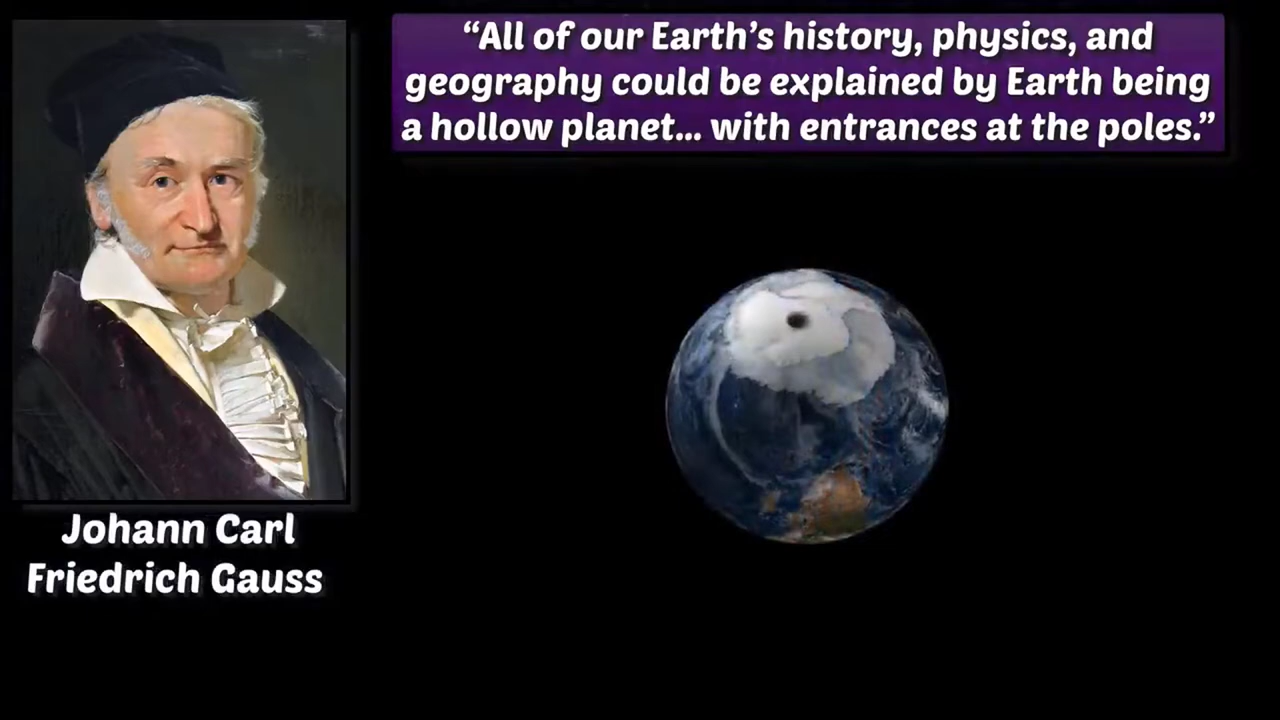 “All of our Earth’s history, physics, and
geography could be explained by Earth being
a hollow planet... with entrances at the poles.”
Johann Carl
Friedrich Gauss